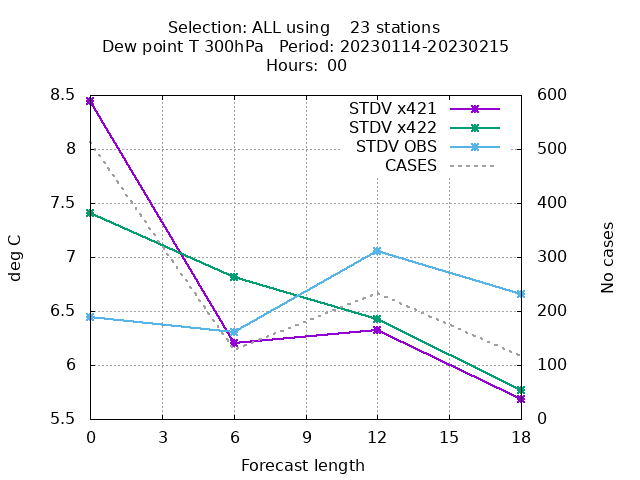 Selection: ALL using    23 stations
Dew point T 300hPa   Period: 20230114-20230215
Hours: 00
8.5
8
7.5
7
6.5
6
5.5
deg C
STDV x421
STDV x422
STDV OBS
CASES
600
500
400
300
200
100
0
No cases
0 3 6 9 12 15 18
Forecast length